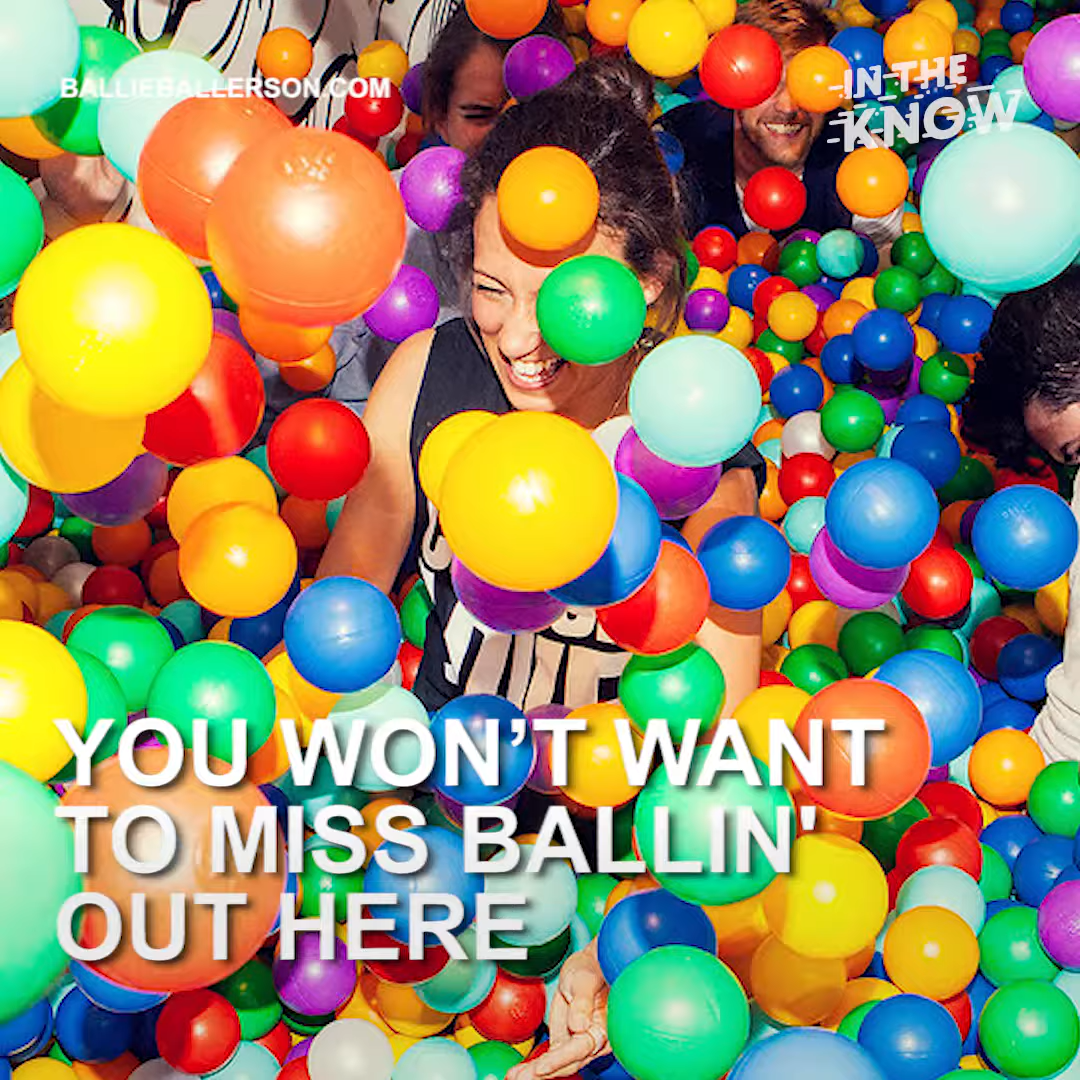 BALLIEBALLERSON.COM
IN THE
KNOW
YOU WON’T WANT
TO MISS BALLIN'
OUT HERE